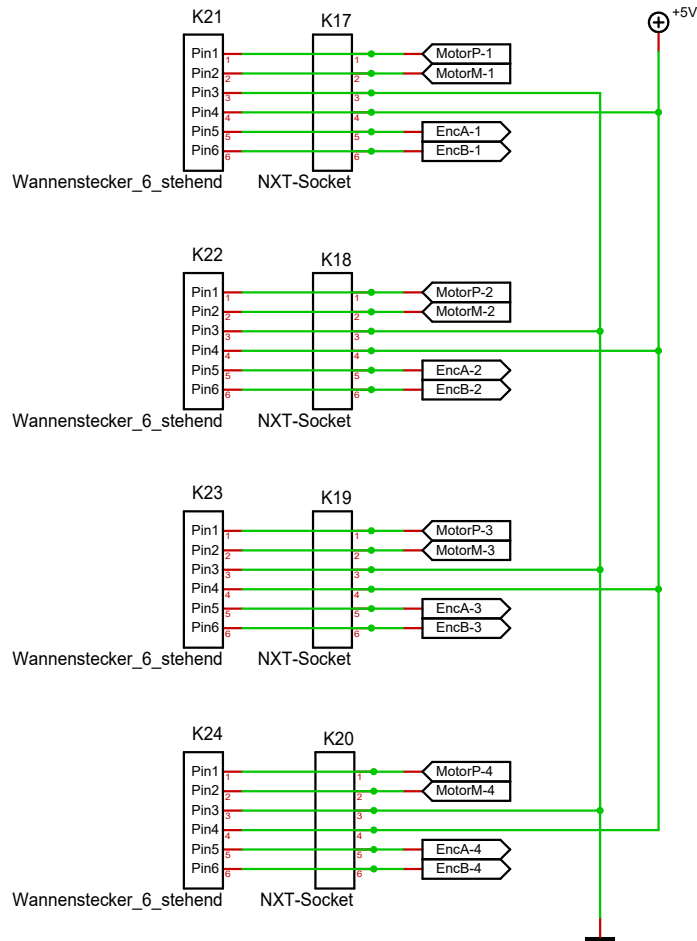 K21 K17 +5V
Pin1 1 1 MotorP-1
Pin2 2 2 MotorM-1
Pin3 3 3
Pin4 4 4
Pin5 5 5 EncA-1
Pin6 6 6 EncB-1
Wannenstecker_6_stehend NXT-Socket
K22 K18
Pin1 1 1 MotorP-2
Pin2 2 2 MotorM-2
Pin3 3 3
Pin4 4 4
Pin5 5 5 EncA-2
Pin6 6 6 EncB-2
Wannenstecker_6_stehend NXT-Socket
K23 K19
Pin1 1 1 MotorP-3
Pin2 2 2 MotorM-3
Pin3 3 3
Pin4 4 4
Pin5 5 5 EncA-3
Pin6 6 6 EncB-3
Wannenstecker_6_stehend NXT-Socket
K24 K20
Pin1 1 1 MotorP-4
Pin2 2 2 MotorM-4
Pin3 3 3
Pin4 4 4
Pin5 5 5 EncA-4
Pin6 6 6 EncB-4
Wannenstecker_6_stehend NXT-Socket